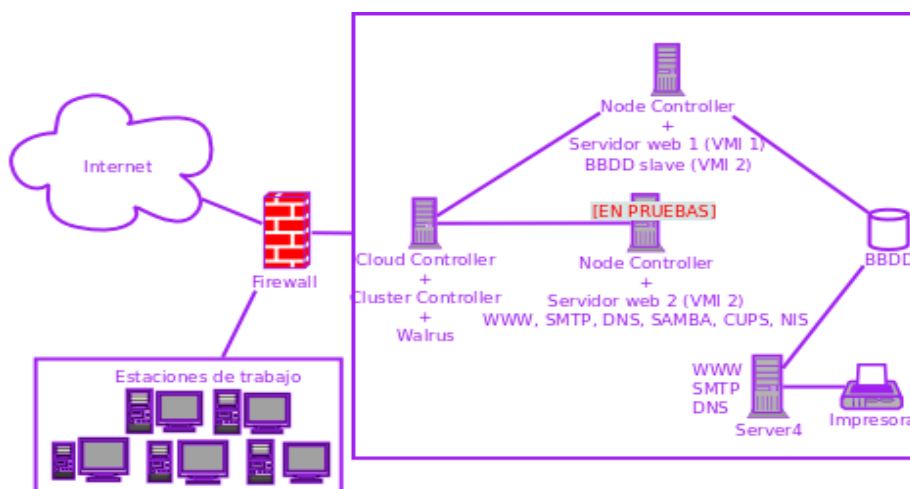 Internet
Firewall
Estaciones de trabajo
Cloud Controller
+
Cluster Controller
+
Walrus
Node Controller
+
Servidor web 1 (VMI 1)
BBDD slave (VMI 2)
[EN PRUEBAS]
Node Controller
+
Servidor web 2 (VMI 2)
WWW, SMTP, DNS, SAMBA, CUPS, NIS
BBDD
WWW
SMTP
DNS
Server4
Impresora